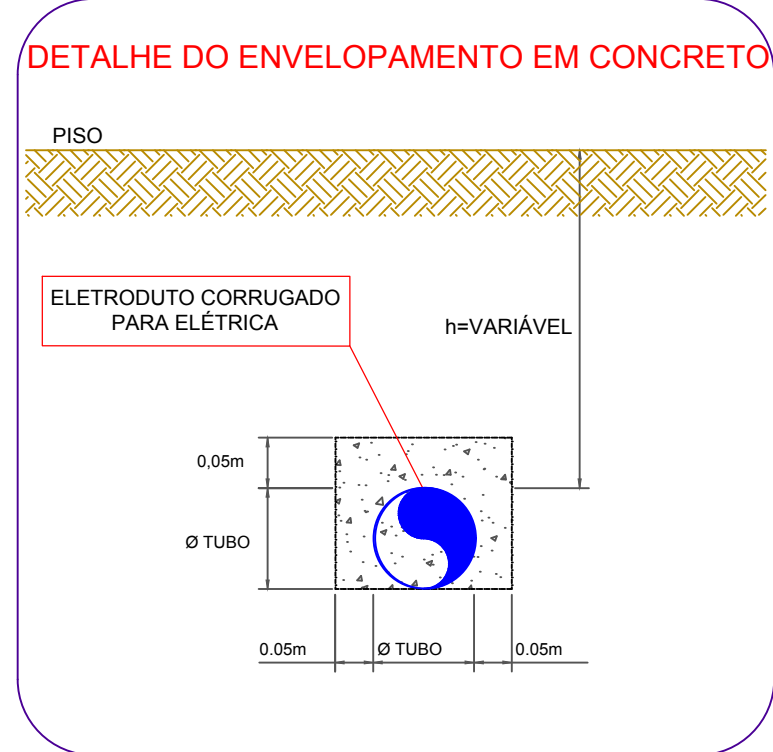 DETALHE DO ENVELOPAMENTO EM CONCRETO
PISO
ELETRODUTO CORRUGADO
PARA ELÉTRICA
h=VARIÁVEL
0,05m
Ø TUBO
0.05m
Ø TUBO
0.05m